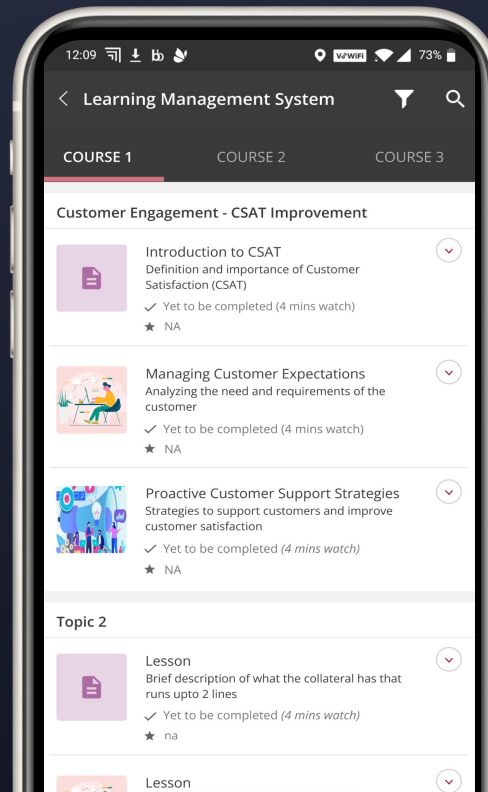 12:09
VoWiFi
73%
Learning Management System
COURSE 1
COURSE 2
COURSE 3
Customer Engagement - CSAT Improvement
Introduction to CSAT
Definition and importance of Customer
Satisfaction (CSAT)
Yet to be completed (4 mins watch)
NA
Managing Customer Expectations
Analyzing the need and requirements of the
customer
Yet to be completed (4 mins watch)
NA
Proactive Customer Support Strategies
Strategies to support customers and improve
customer satisfaction
Yet to be completed (4 mins watch)
NA
Topic 2
Lesson
Brief description of what the collateral has that
runs upto 2 lines
Yet to be completed (4 mins watch)
na
Lesson